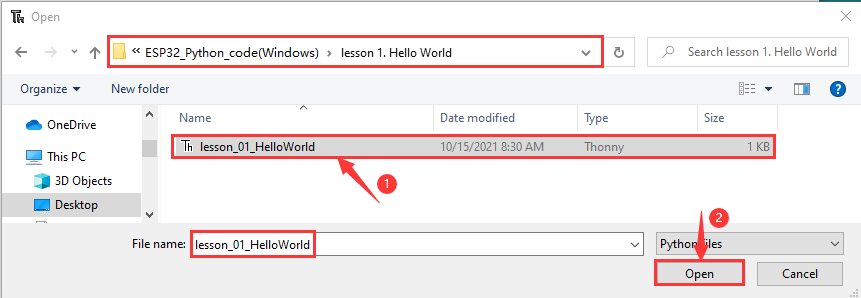 Open
« ESP32_Python_code(Windows) > lesson 1. Hello World
Search lesson 1. Hello World
Organize
New folder
Name
Date modified
Type
Size
OneDrive
This PC
3D Objects
Desktop
lesson_01_HelloWorld 10/15/2021 8:30 AM Thonny 1 KB
1
2
File name: lesson_01_HelloWorld
Python files
Open
Cancel